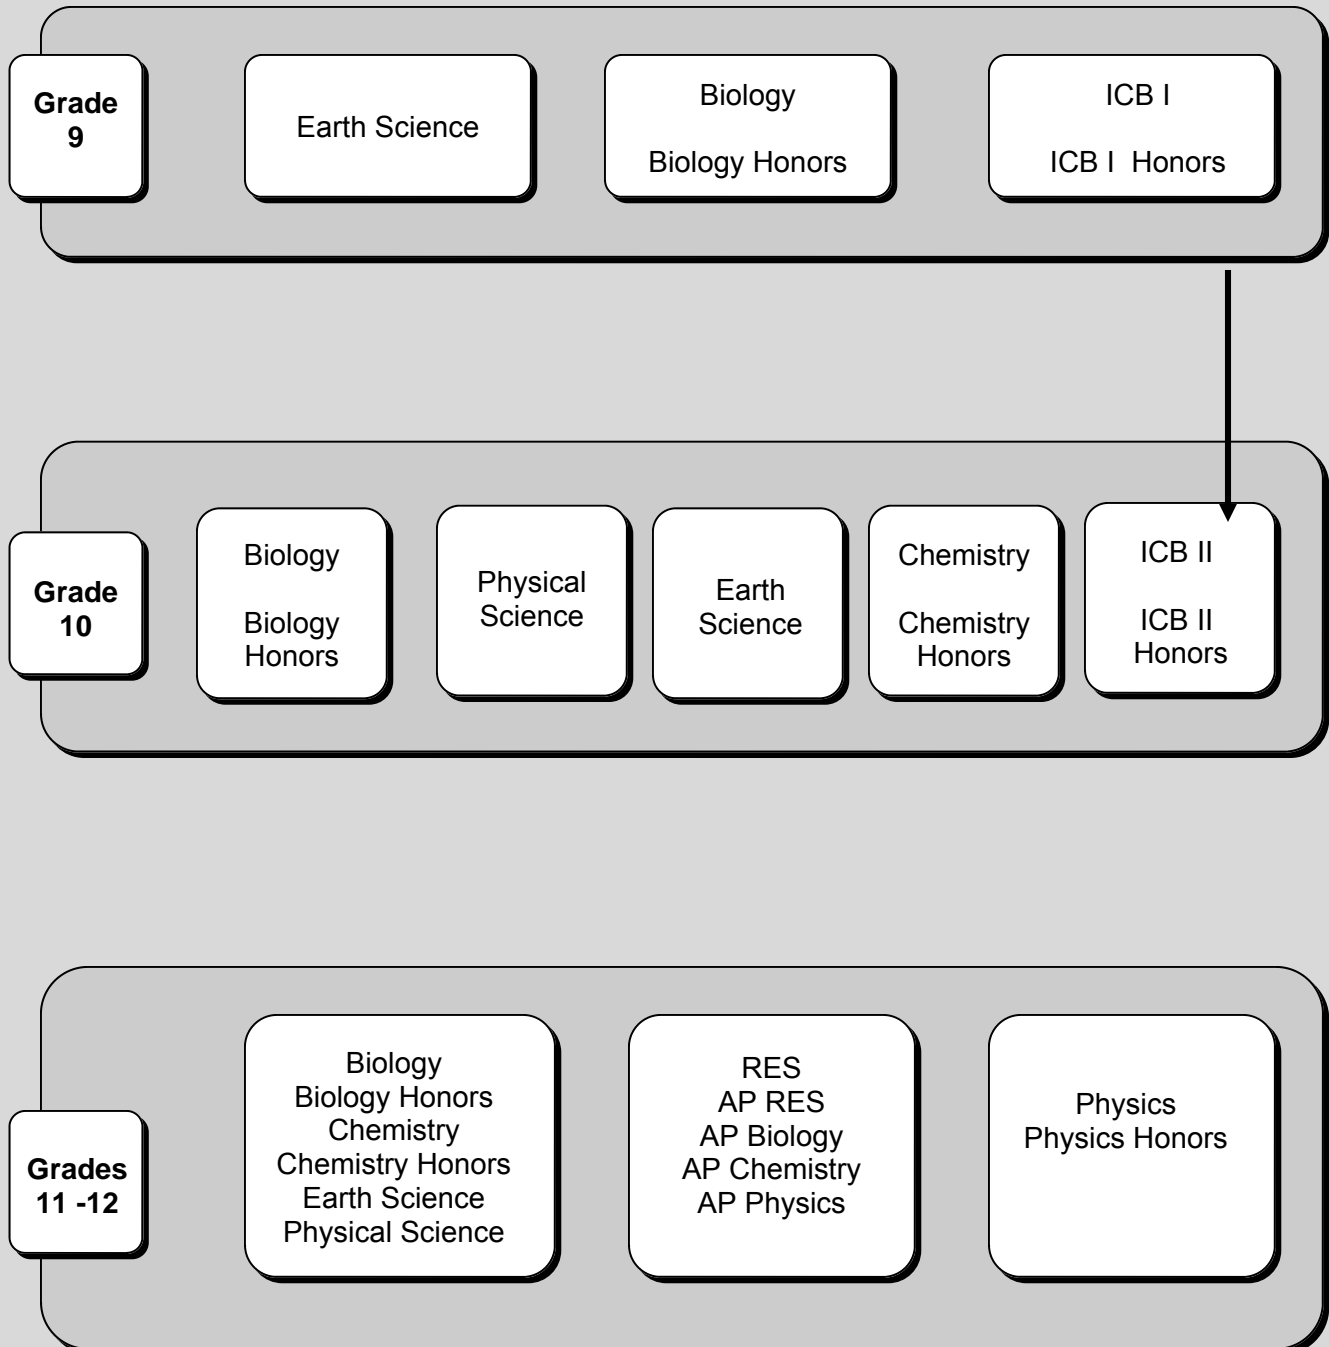 Grade
9
Earth Science
Biology
Biology Honors
ICB I
ICB I  Honors
Grade
10
Biology
Biology
Honors
Physical
Science
Earth
Science
Chemistry
Chemistry
Honors
ICB II
ICB II
Honors
Grades
11 -12
Biology
Biology Honors
Chemistry
Chemistry Honors
Earth Science
Physical Science
RES
AP RES
AP Biology
AP Chemistry
AP Physics
Physics
Physics Honors